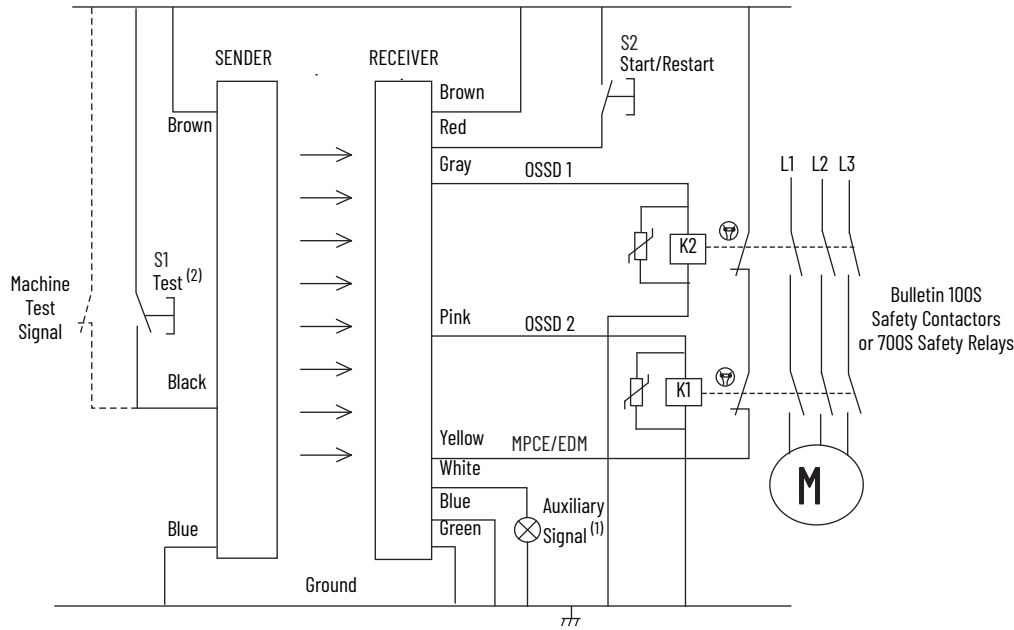 SENDER
RECEIVER
S2
Start/Restart
Brown
Brown
Red
Gray
OSSD 1
L1 L2 L3
K2
S1
Test (2)
Machine
Test
Signal
Bulletin 100S
Safety Contactors
or 700S Safety Relays
Pink
OSSD 2
Black
K1
Yellow
MPCE/EDM
White
M
Blue
Auxiliary
Signal (1)
Green
Blue
Ground